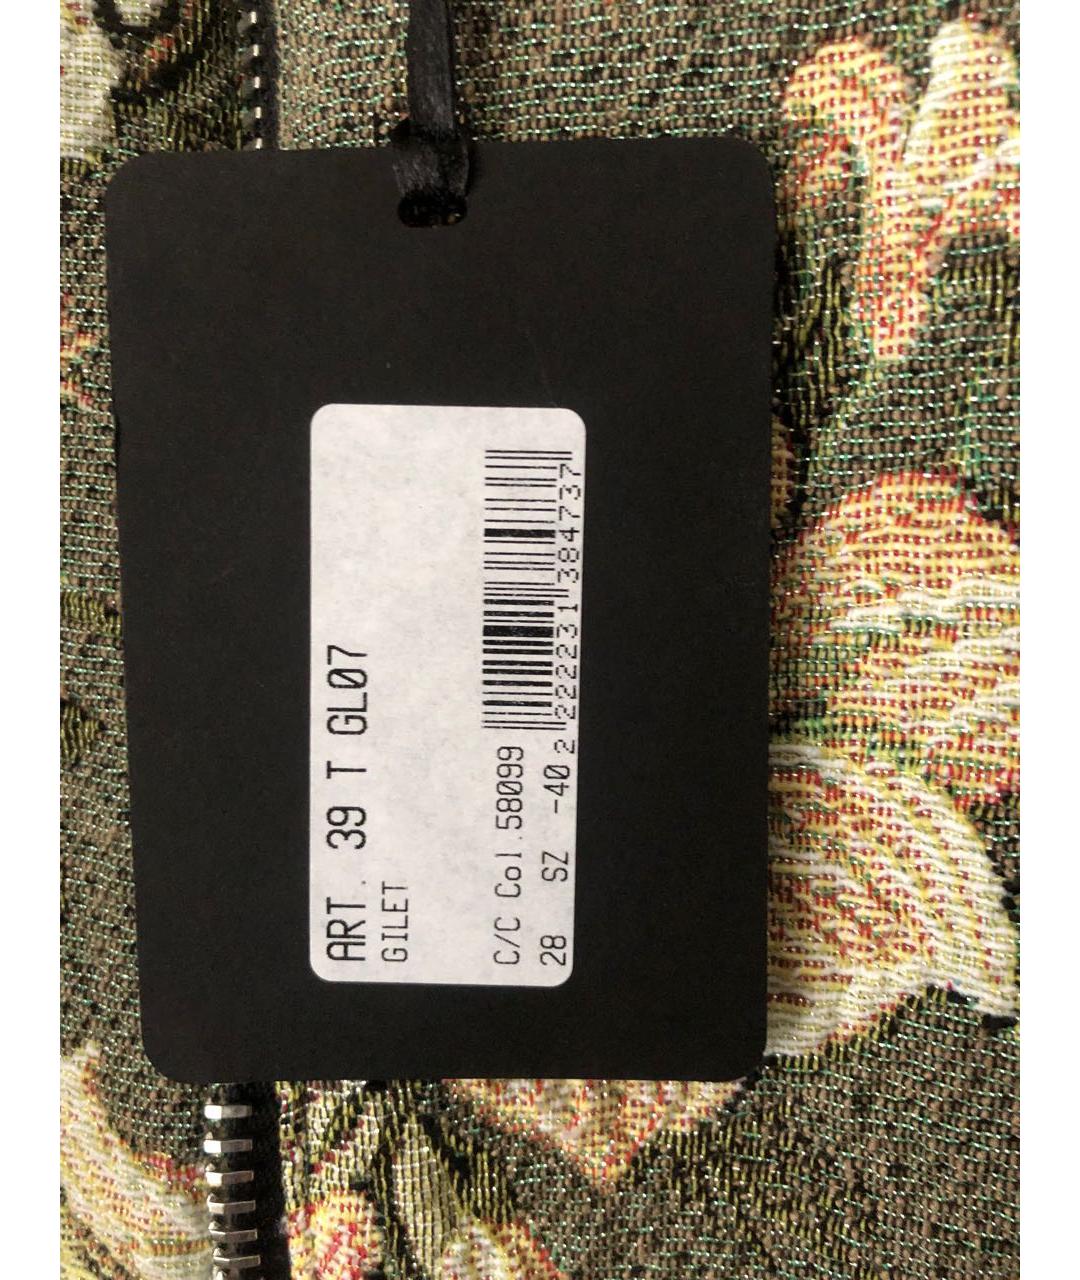 ART. 39 T GL07
GILET
C/C Col.58099
28 SZ -40
2 222231 384737